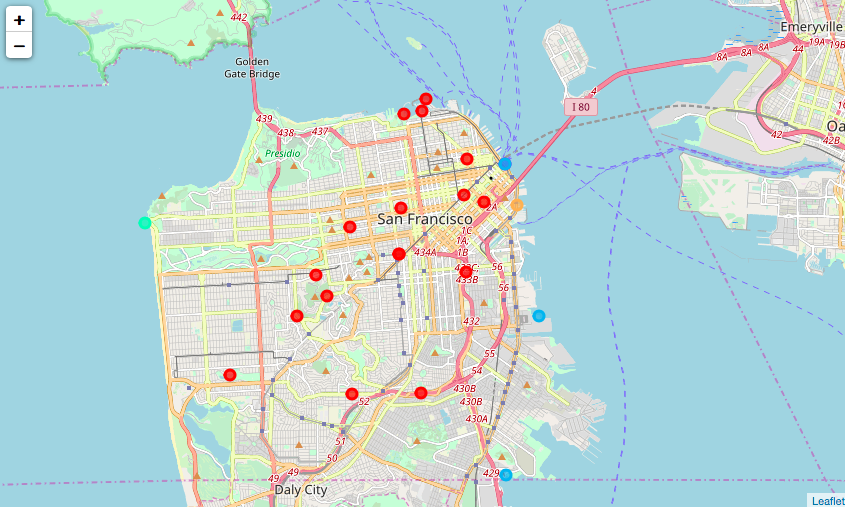 +
−
442
Emeryville
19A
19B
8A
8A
8A
44
Golden
Gate Bridge
4
I 80
439
438
437
42
42B
Oa
Presidio
San Francisco
1C
1A,
1B
434A
433B
56
56
432
55
54
430B
430B
52
430A
51
50
49
49
429
Daly City
Leaflet